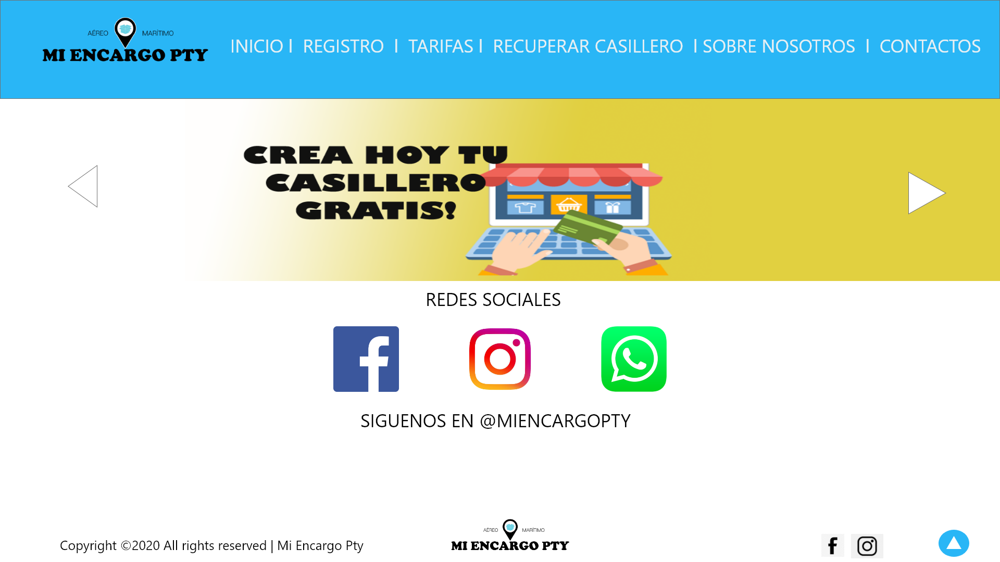 AÉREO MARÍTIMO
MI ENCARGO PTY
INICIO l REGISTRO l TARIFAS l RECUPERAR CASILLERO l SOBRE NOSOTROS l CONTACTOS
CREA HOY TU
CASILLERO
GRATIS!
REDES SOCIALES
SIGUENOS EN @MIENCARGOPTY
Copyright ©2020 All rights reserved | Mi Encargo Pty
AÉREO MARÍTIMO
MI ENCARGO PTY